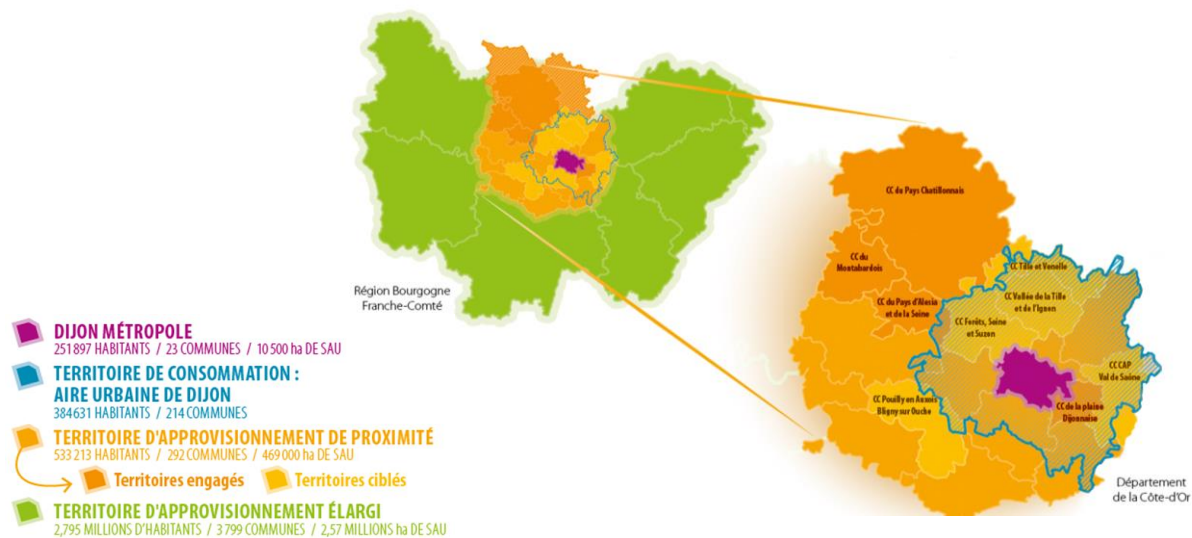 Région Bourgogne
Franche-Comté
DIJON MÉTROPOLE
251 897 HABITANTS / 23 COMMUNES / 10 500 ha DE SAU
TERRITOIRE DE CONSOMMATION :
AIRE URBAINE DE DIJON
384 631 HABITANTS / 214 COMMUNES
TERRITOIRE D'APPROVISIONNEMENT DE PROXIMITÉ
533 213 HABITANTS / 292 COMMUNES / 469 000 ha DE SAU
Territoires engagés
Territoires ciblés
TERRITOIRE D'APPROVISIONNEMENT ÉLARGI
2,795 MILLIONS D'HABITANTS / 3 799 COMMUNES / 2,57 MILLIONS ha DE SAU
CC du Pays Chatillonnais
CC du
Montabardois
CC Tille et Venelle
CC du Pays d'Alesia
et de la Seine
CC Vallée de la Tille
et de l'Ignon
CC Forêts, Seine
et Suzon
CC CAP
Val de Saône
CC Pouilly en Auxois
Bligny sur Ouche
CC de la plaine
Dijonnaise
Département
de la Côte-d'Or